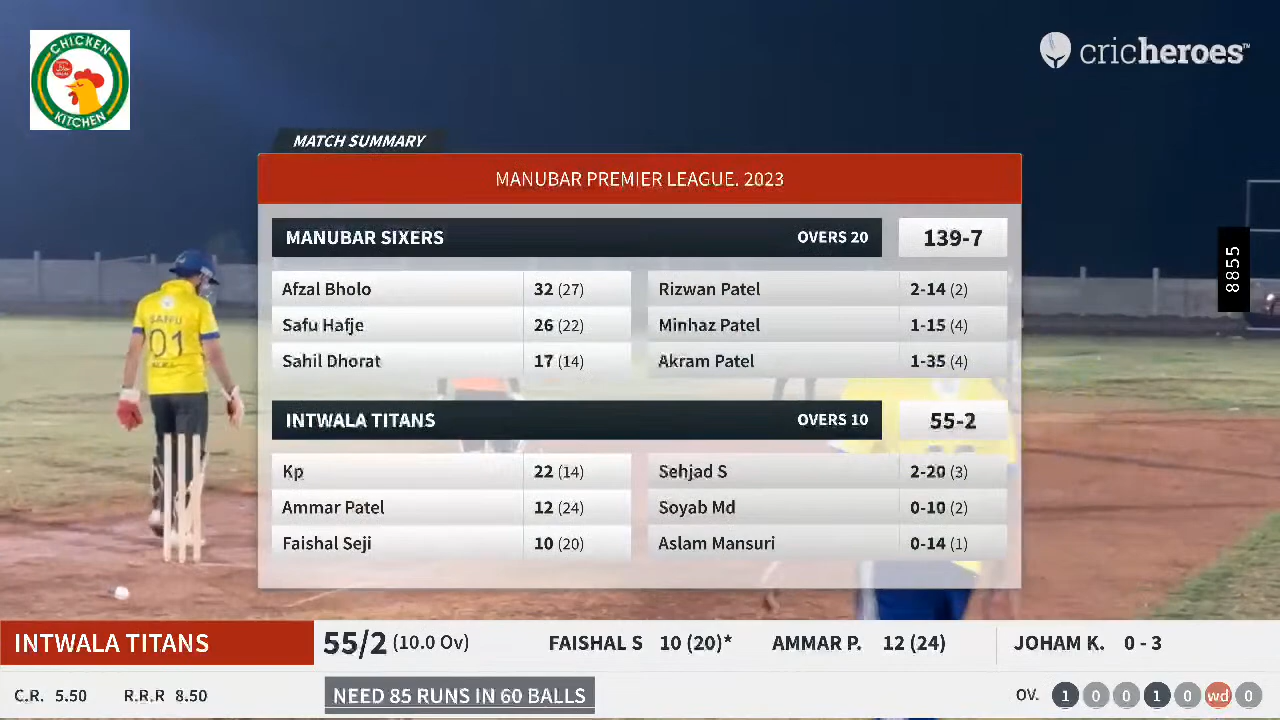 CHICKEN
KITCHEN
cricheroes™
MATCH SUMMARY
MANUBAR PREMIER LEAGUE. 2023
MANUBAR SIXERS OVERS 20 139-7
Afzal Bholo 32 (27) Rizwan Patel 2-14 (2)
Safu Hafje 26 (22) Minhaz Patel 1-15 (4)
Sahil Dhorat 17 (14) Akram Patel 1-35 (4)
INTWALA TITANS OVERS 10 55-2
Kp 22 (14) Sehjad S 2-20 (3)
Ammar Patel 12 (24) Soyab Md 0-10 (2)
Faishal Seji 10 (20) Aslam Mansuri 0-14 (1)
8855
SAFFU
01
INTWALA TITANS 55/2 (10.0 Ov) FAISHAL S 10 (20)* AMMAR P. 12 (24) JOHAM K. 0 - 3
C.R. 5.50 R.R.R 8.50 NEED 85 RUNS IN 60 BALLS OV. 1 0 0 1 0 wd 0